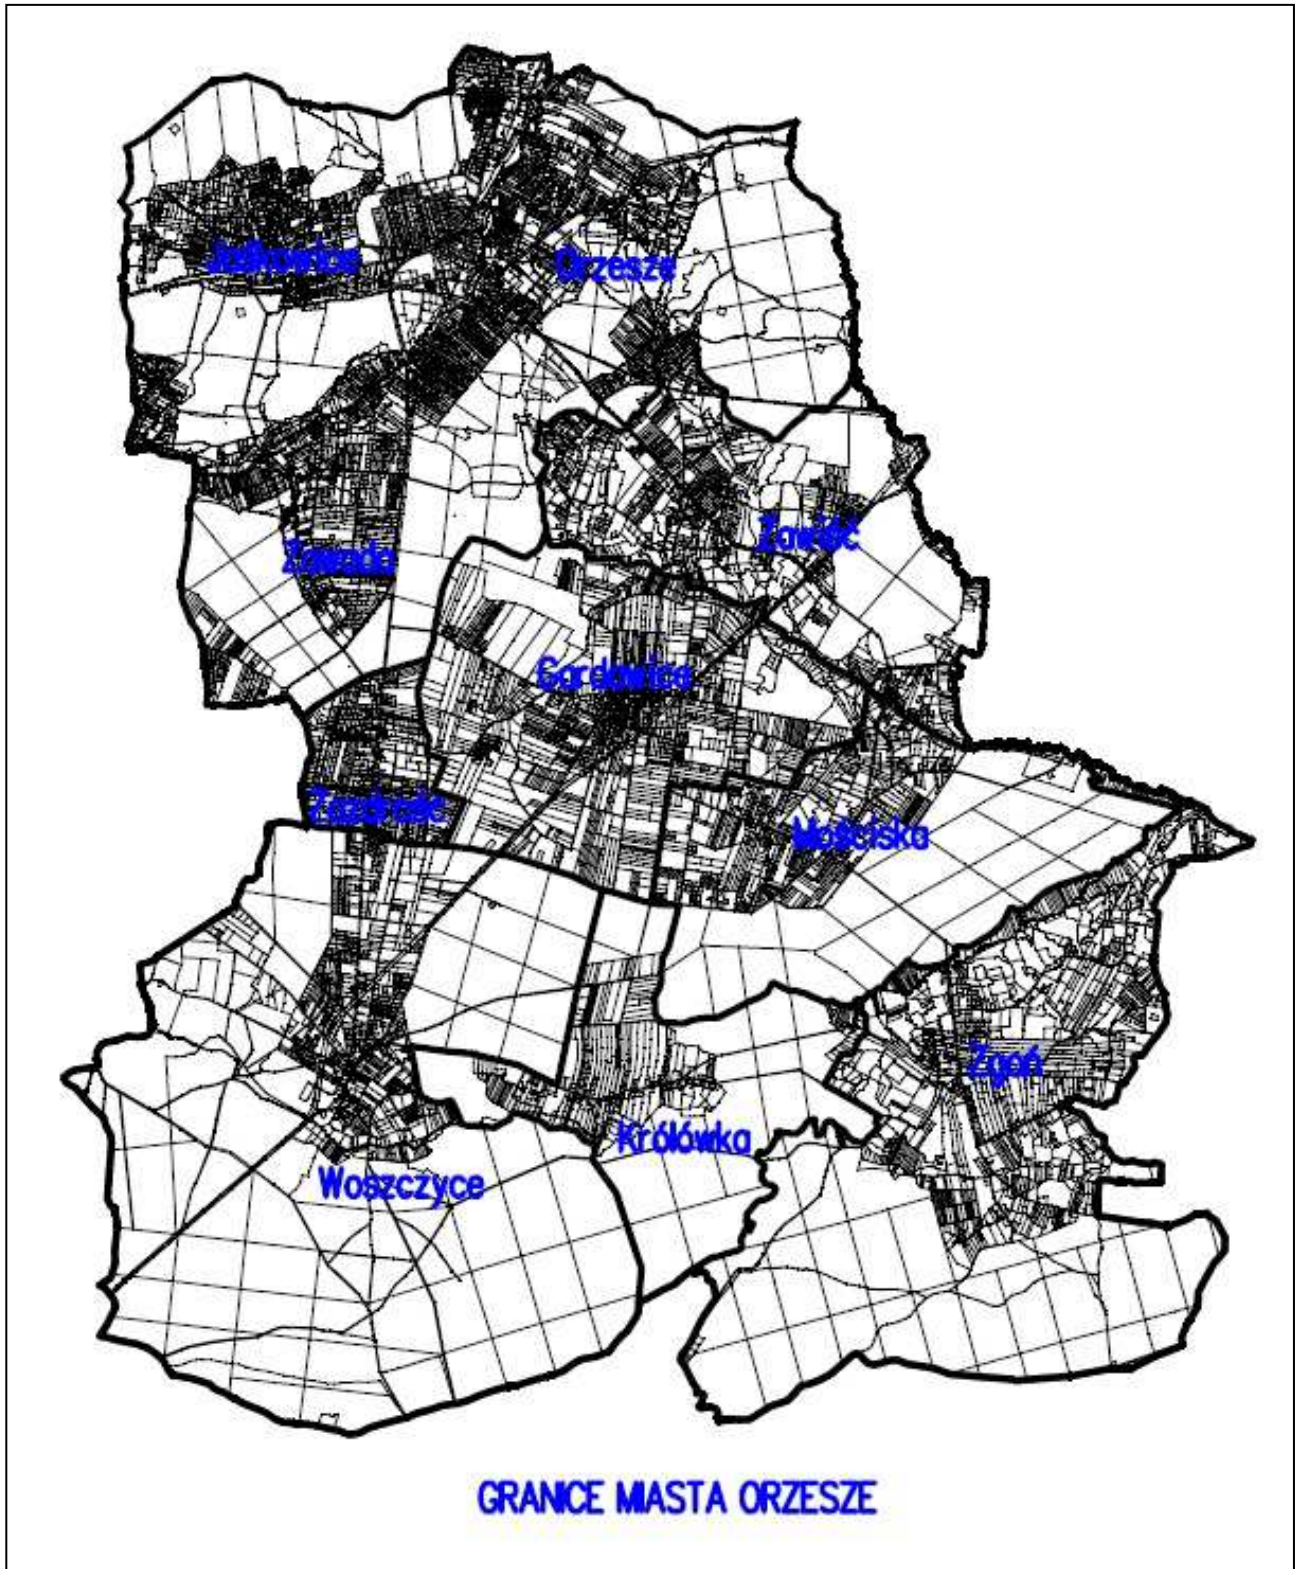 Jaśkowice
Orzesze
Zawiść
Zawada
Gardawice
Zazdrość
Mościska
Zgoń
Królówka
Woszczyce
GRANICE MIASTA ORZESZE